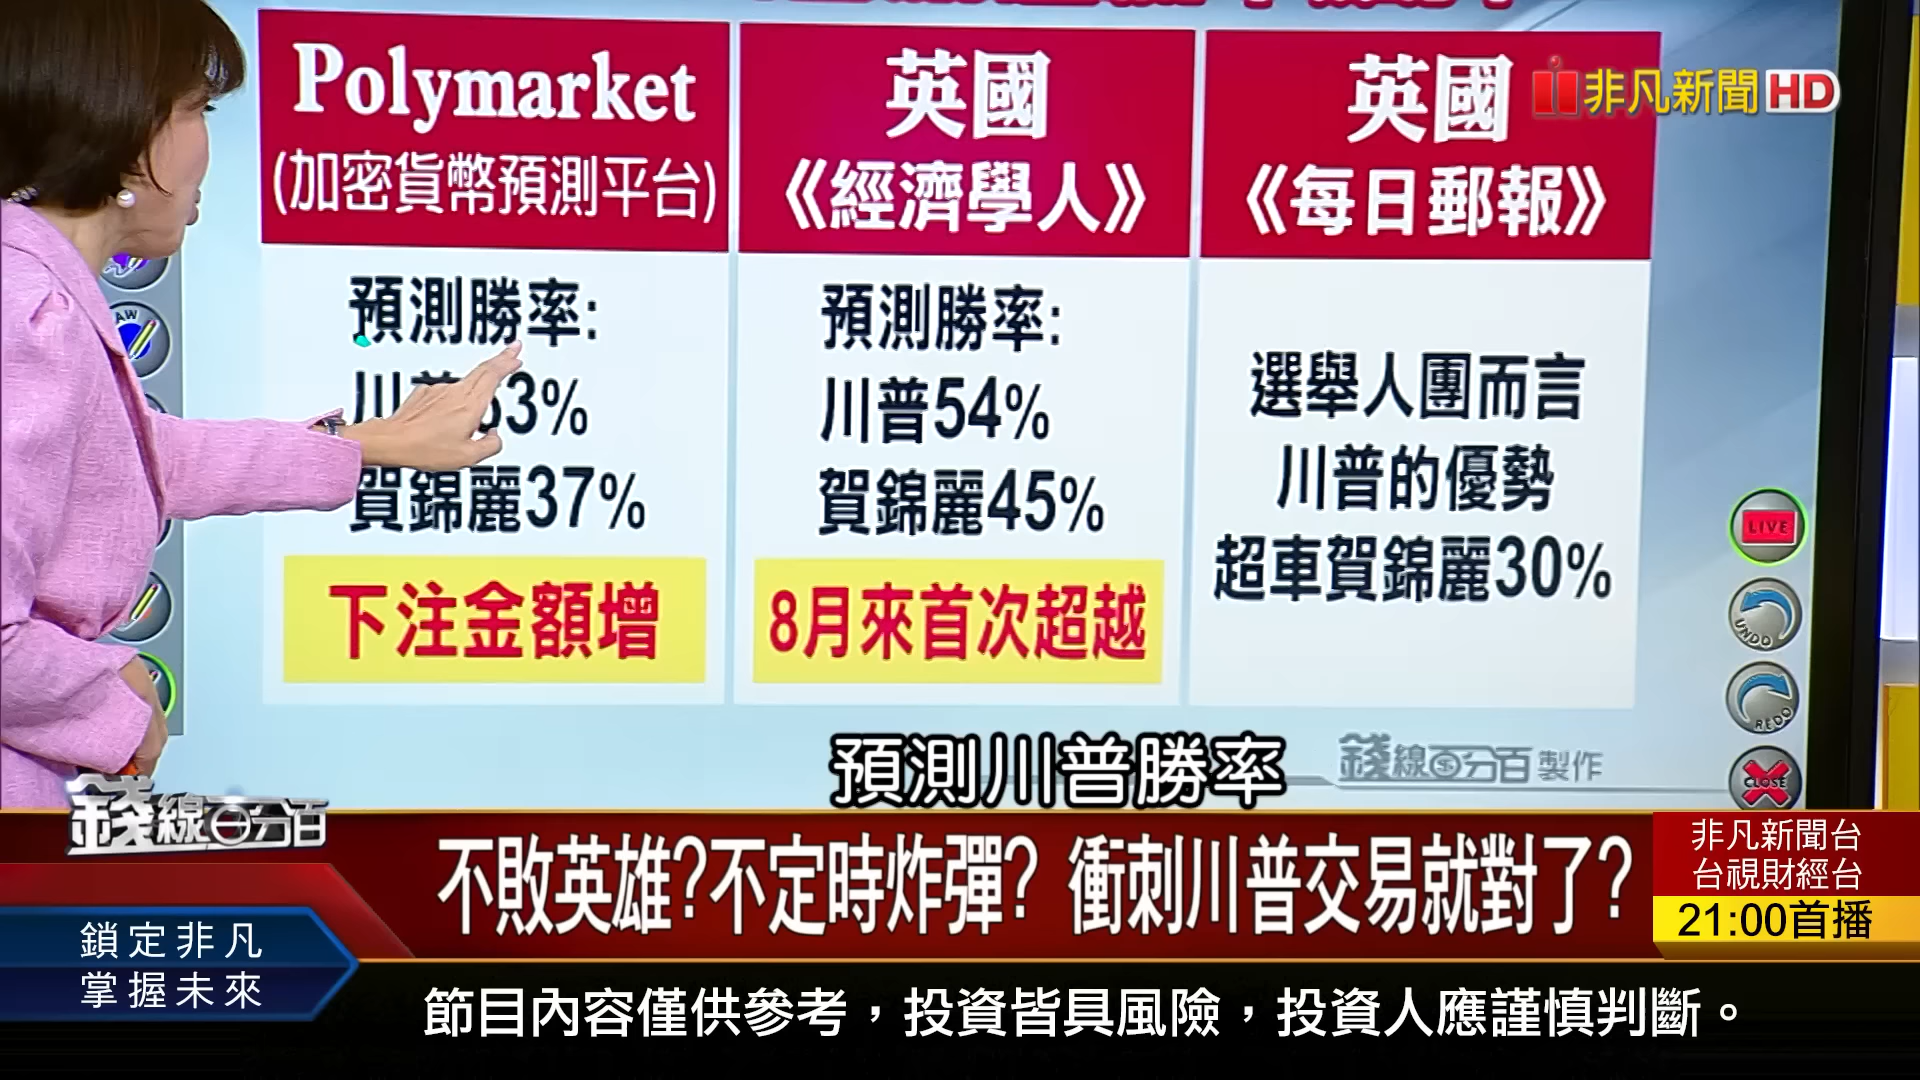 Polymarket
(加密貨幣預測平台)
預測勝率:
川普63%
賀錦麗37%
下注金額增
英國
《經濟學人》
預測勝率:
川普54%
賀錦麗45%
8月來首次超越
英國
《每日郵報》
選舉人團而言
川普的優勢
超車賀錦麗30%
非凡新聞HD
AW
LIVE
UNDO
REDO
CLOSE
錢線百分百製作
預測川普勝率
錢線百分百
不敗英雄?不定時炸彈? 衝刺川普交易就對了?
非凡新聞台
台視財經台
21:00首播
鎖定非凡
掌握未來
節目內容僅供參考，投資皆具風險，投資人應謹慎判斷。